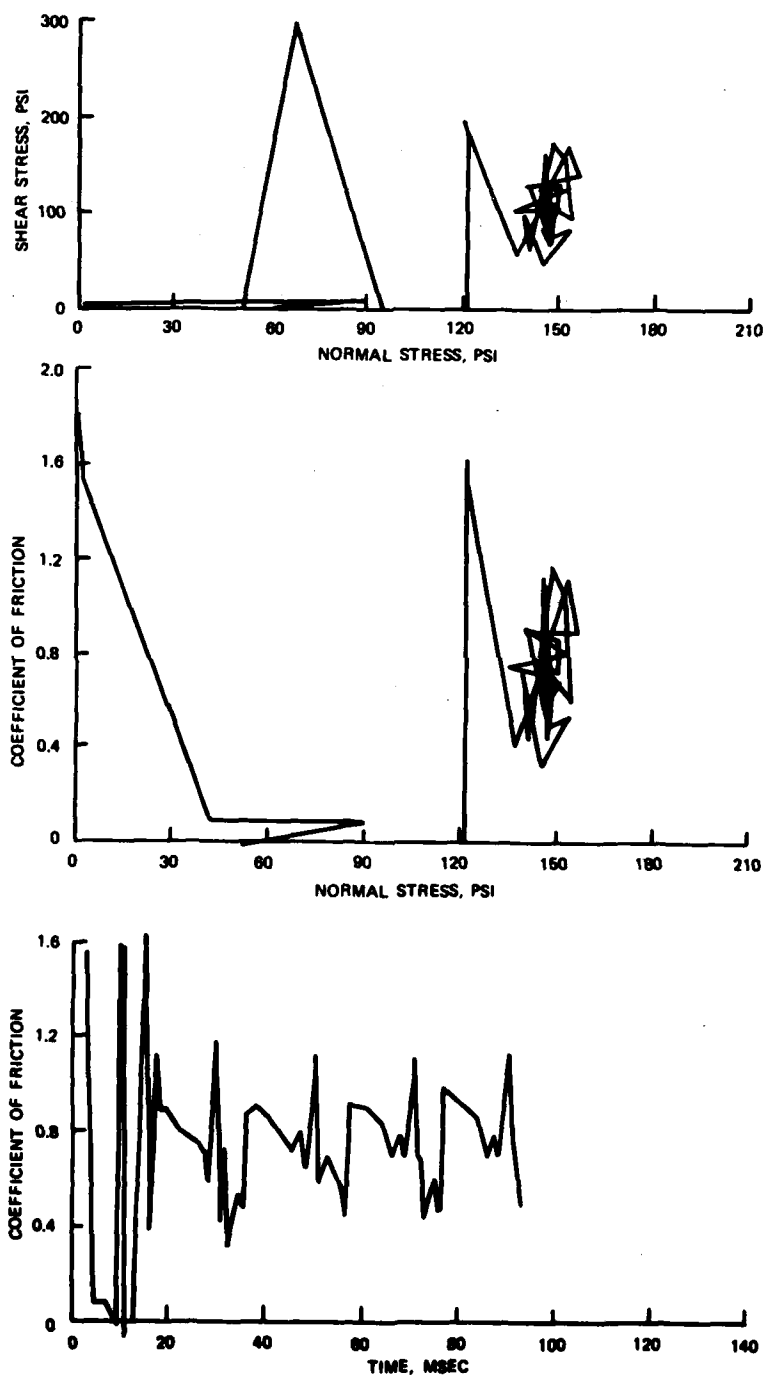 300
200
100
0
SHEAR STRESS, PSI
0 30 60 90 120 150 180 210
NORMAL STRESS, PSI
2.0
1.6
1.2
0.8
0.4
0
COEFFICIENT OF FRICTION
0 30 60 90 120 150 180 210
NORMAL STRESS, PSI
1.6
1.2
0.8
0.4
0
COEFFICIENT OF FRICTION
0 20 40 60 80 100 120 140
TIME, MSEC